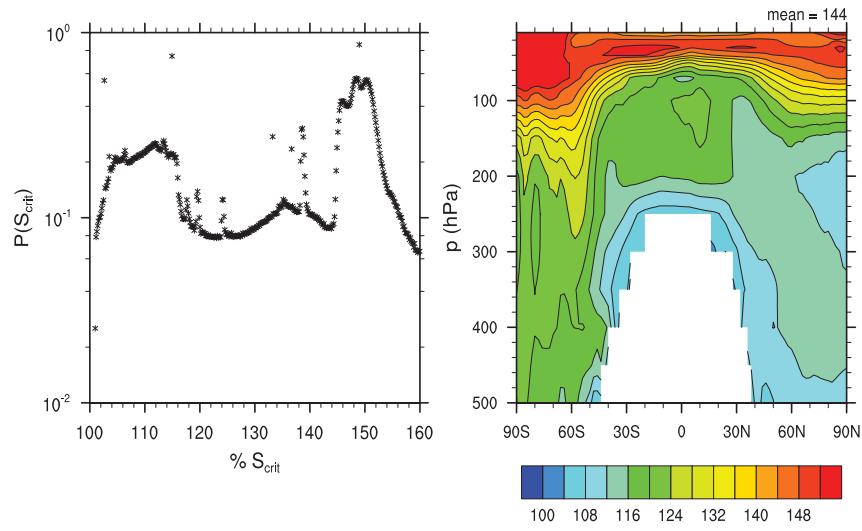 mean = 144
P(S_crit)
10^0
10^-1
10^-2
100 110 120 130 140 150 160
% S_crit
p (hPa)
100
200
300
400
500
90S 60S 30S 0 30N 60N 90N
100 108 116 124 132 140 148